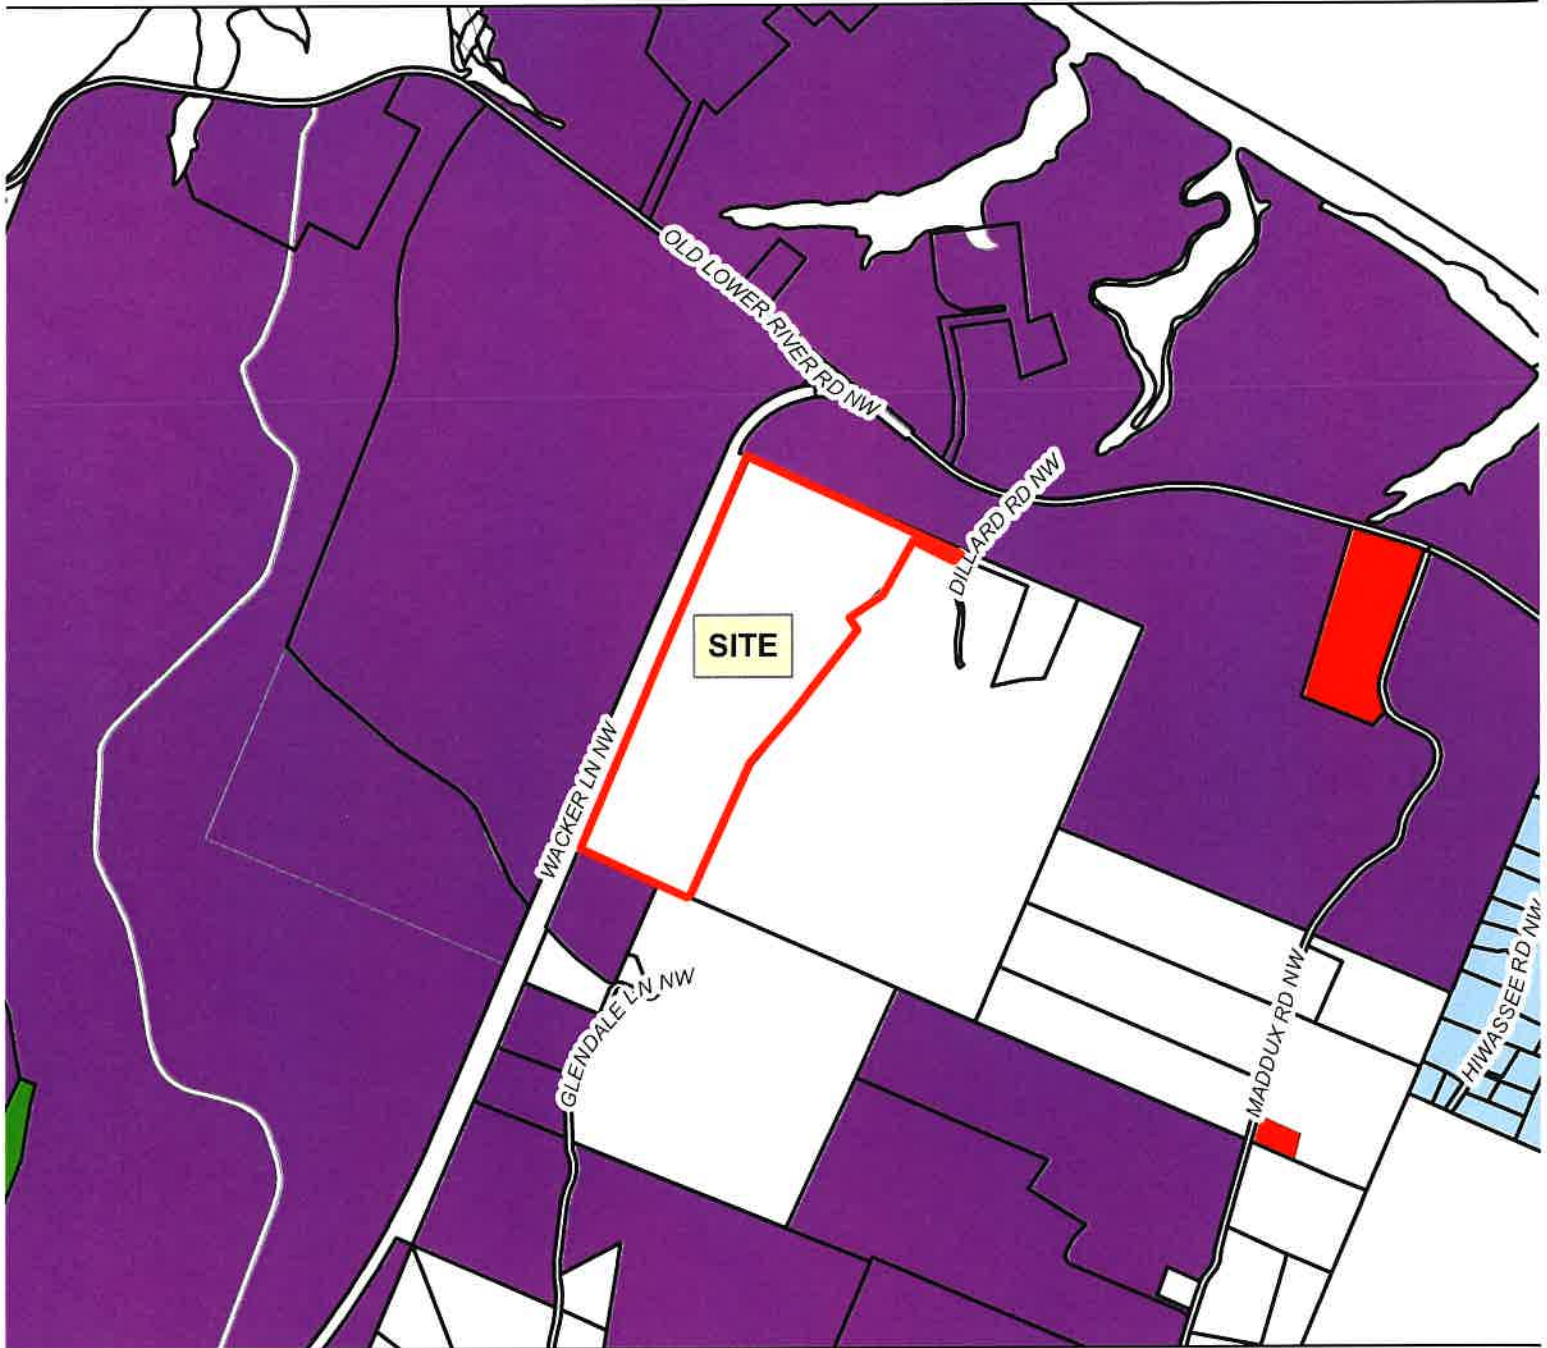 OLD LOWER RIVER RD NW
DILLARD RD NW
SITE
WACKER LN NW
GLENDALE LN NW
MADDUX RD NW
HIWASSEE RD NW